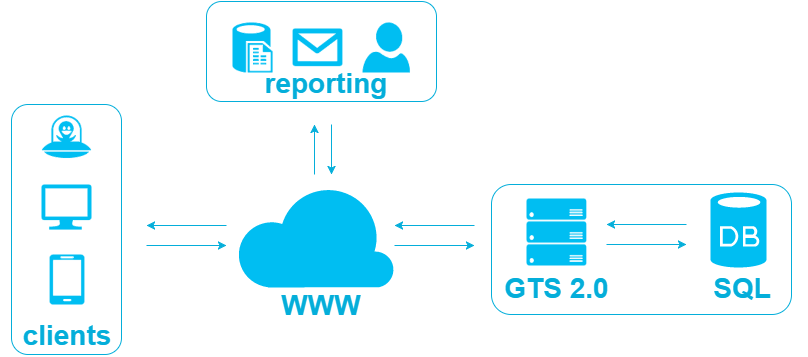 reporting
clients
WWW
GTS 2.0
DB
SQL